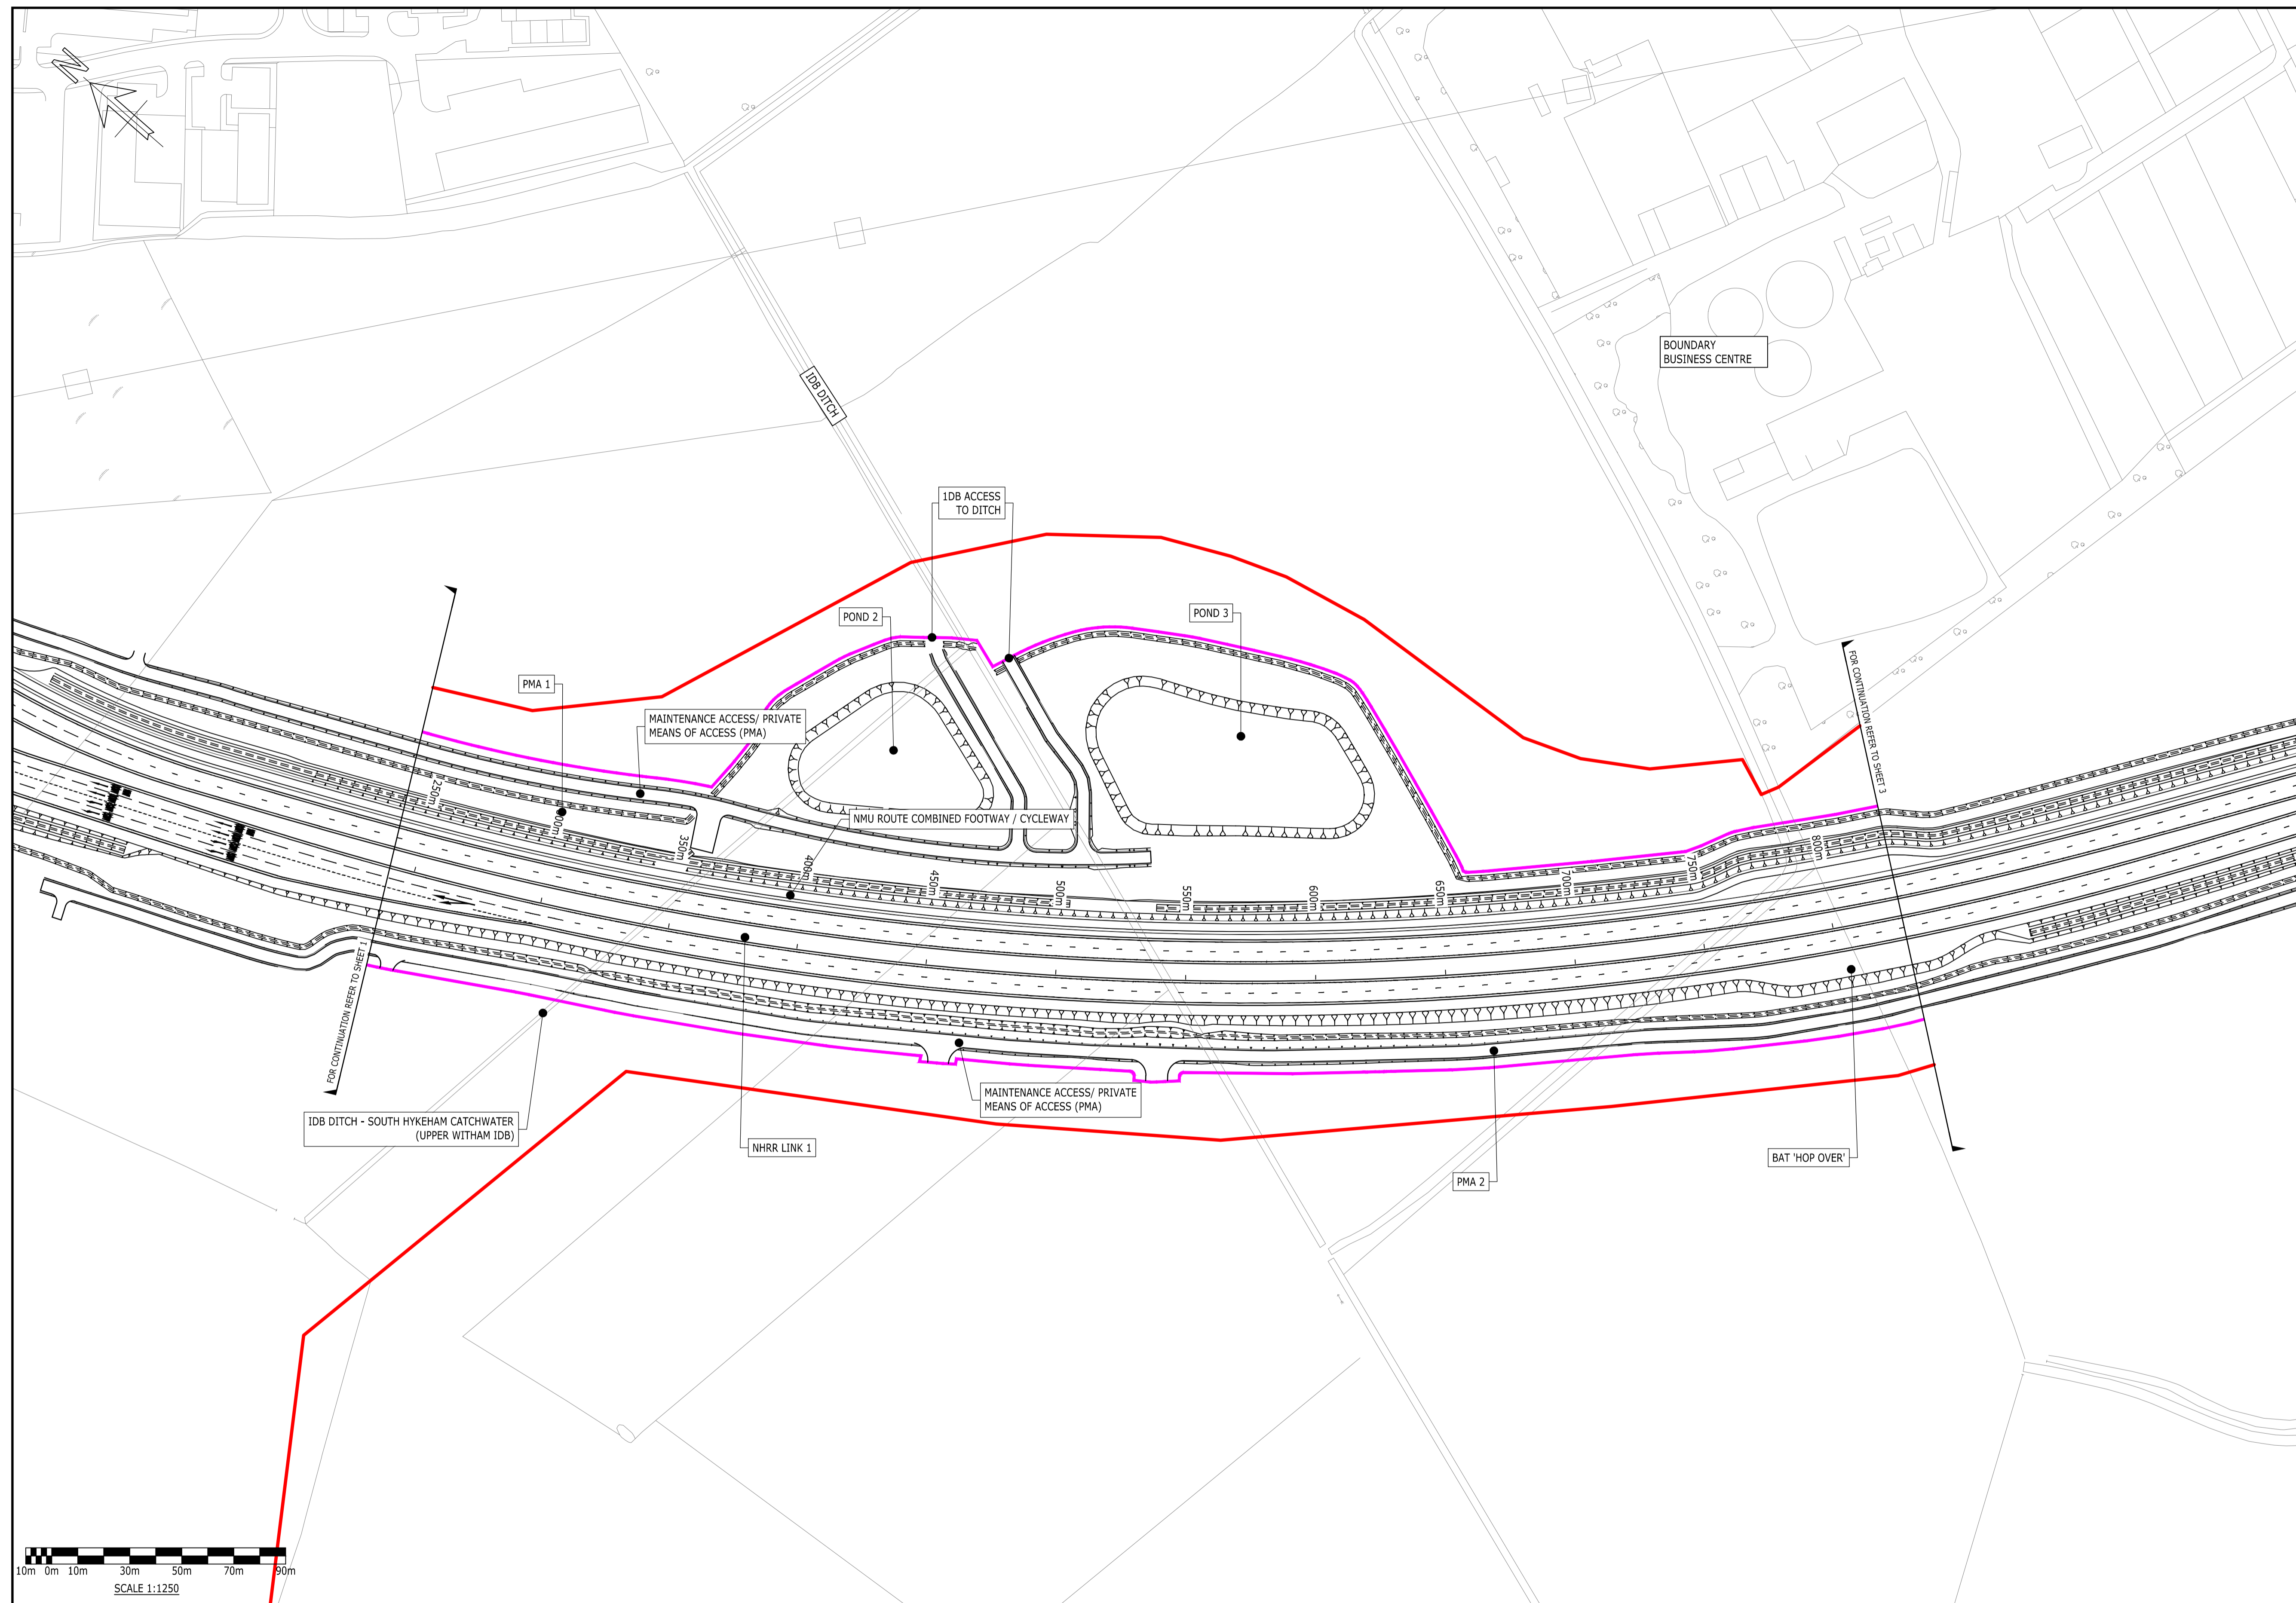 N
BOUNDARY
BUSINESS CENTRE
IDB DITCH
1DB ACCESS
TO DITCH
POND 2
POND 3
PMA 1
MAINTENANCE ACCESS/ PRIVATE
MEANS OF ACCESS (PMA)
NMU ROUTE COMBINED FOOTWAY / CYCLEWAY
250m
00m
350m
400m
450m
500m
550m
600m
650m
700m
750m
800m
FOR CONTINUATION REFER TO SHEET 1
FOR CONTINUATION REFER TO SHEET 3
MAINTENANCE ACCESS/ PRIVATE
MEANS OF ACCESS (PMA)
IDB DITCH - SOUTH HYKEHAM CATCHWATER
(UPPER WITHAM IDB)
NHRR LINK 1
BAT 'HOP OVER'
PMA 2
10m 0m 10m 30m 50m 70m 90m
SCALE 1:1250